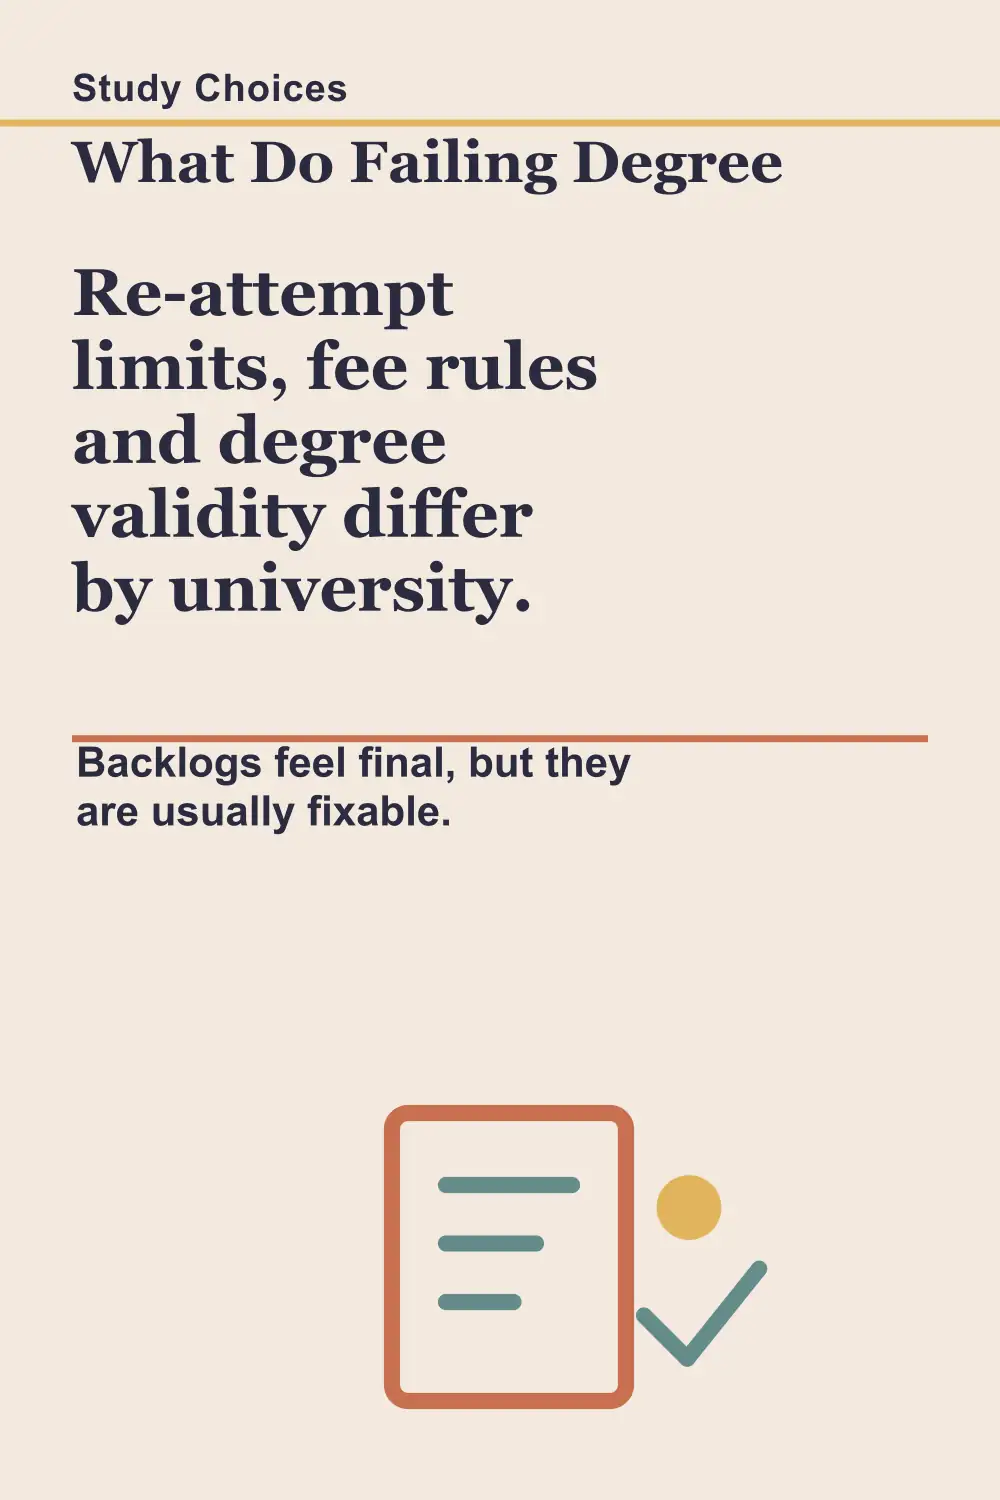 Study Choices
What Do Failing Degree
Re-attempt
limits, fee rules
and degree
validity differ
by university.
Backlogs feel final, but they
are usually fixable.